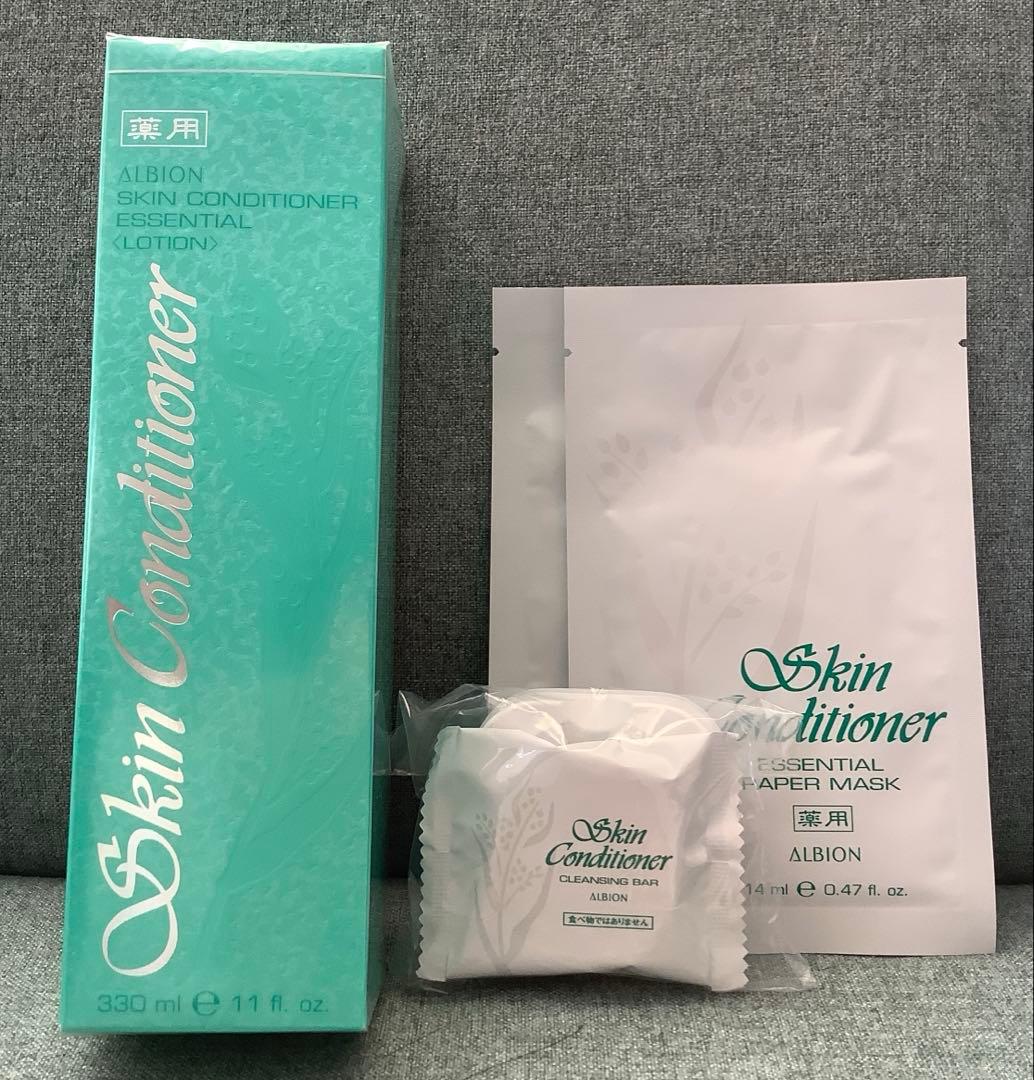 薬用
ALBION
SKIN CONDITIONER
ESSENTIAL
〈LOTION〉
Skin Conditioner
330 ml ℮ 11 fl. oz.
Skin
Conditioner
ESSENTIAL
PAPER MASK
薬用
ALBION
14 ml ℮ 0.47 fl. oz.
Skin
Conditioner
CLEANSING BAR
ALBION
食べ物ではありません